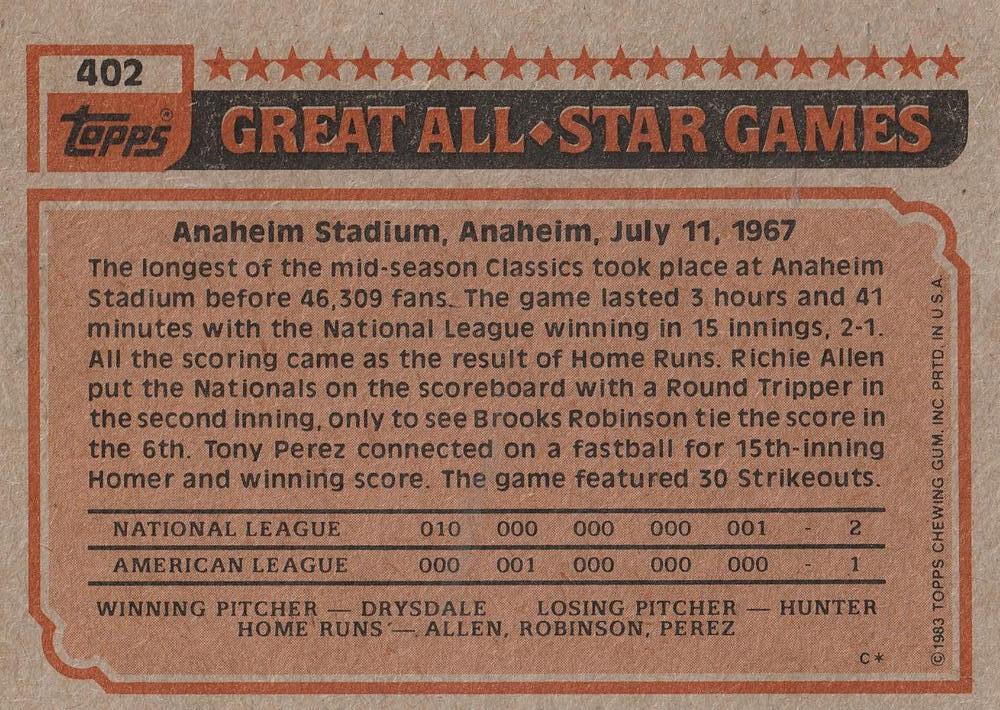 402
topps®
GREAT ALL◆STAR GAMES
Anaheim Stadium, Anaheim, July 11, 1967
The longest of the mid-season Classics took place at Anaheim
Stadium before 46,309 fans. The game lasted 3 hours and 41
minutes with the National League winning in 15 innings, 2-1.
All the scoring came as the result of Home Runs. Richie Allen
put the Nationals on the scoreboard with a Round Tripper in
the second inning, only to see Brooks Robinson tie the score in
the 6th. Tony Perez connected on a fastball for 15th-inning
Homer and winning score. The game featured 30 Strikeouts.
NATIONAL LEAGUE 010 000 000 000 001 - 2
AMERICAN LEAGUE 000 001 000 000 000 - 1
WINNING PITCHER — DRYSDALE LOSING PITCHER — HUNTER
HOME RUNS — ALLEN, ROBINSON, PEREZ
C*
©1983 TOPPS CHEWING GUM, INC. PRTD. IN U.S.A.